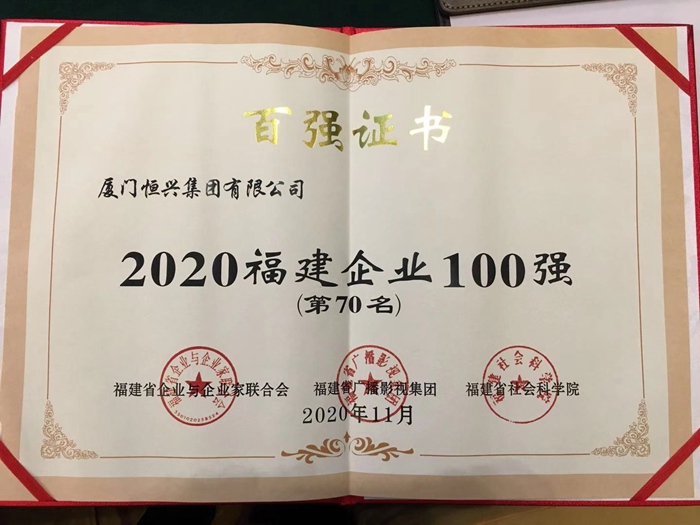 百强证书
厦门恒兴集团有限公司
2020福建企业100强
(第70名)
福建省企业与企业家联合会 福建省广播影视集团 福建省社会科学院
2020年11月